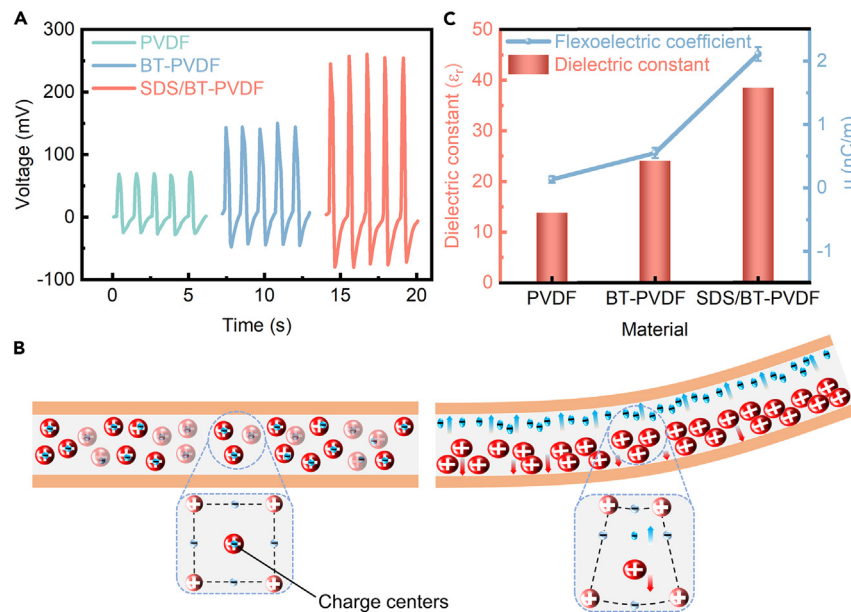 A
Voltage (mV)
300
200
100
0
-100
PVDF
BT-PVDF
SDS/BT-PVDF
0
5
10
15
20
Time (s)
C
Dielectric constant (εr)
50
40
30
20
10
0
Flexoelectric coefficient
Dielectric constant
2
1
0
-1
μ (nC/m)
PVDF
BT-PVDF
SDS/BT-PVDF
Material
B
Charge centers